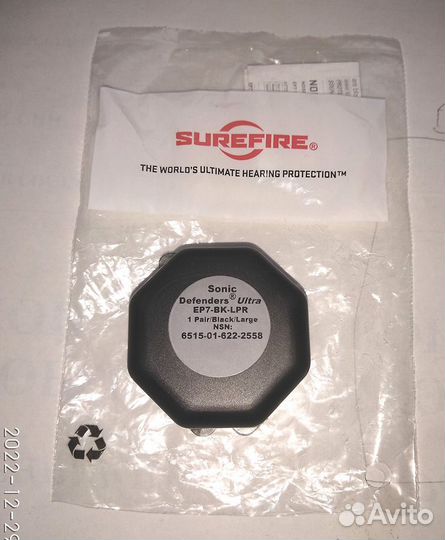 SUREFIRE®
THE WORLD'S ULTIMATE HEARING PROTECTION™
Sonic
Defenders® Ultra
EP7-BK-LPR
1 Pair/Black/Large
NSN:
6515-01-622-2558
2022-12-29
Avito